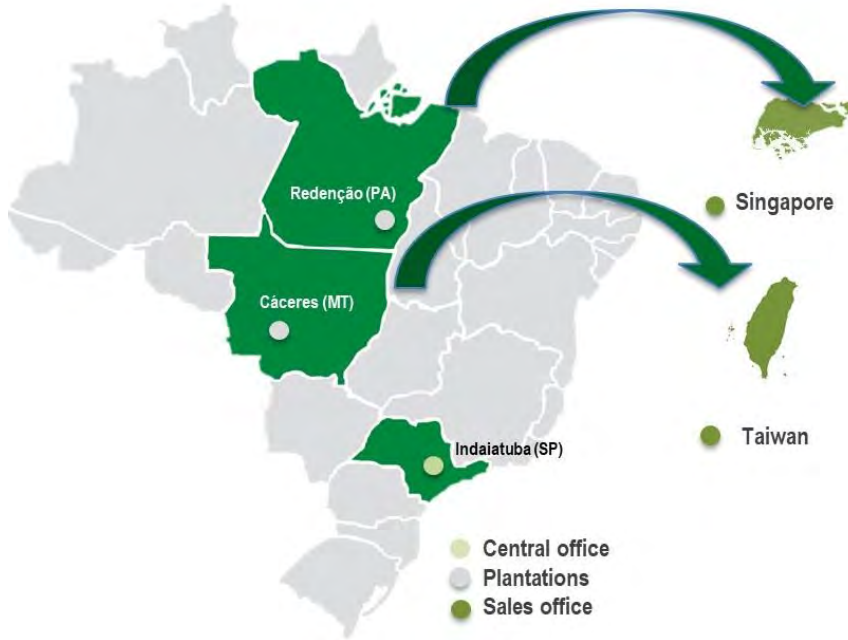 Redenção (PA)
Singapore
Cáceres (MT)
Taiwan
Indaiatuba (SP)
Central office
Plantations
Sales office